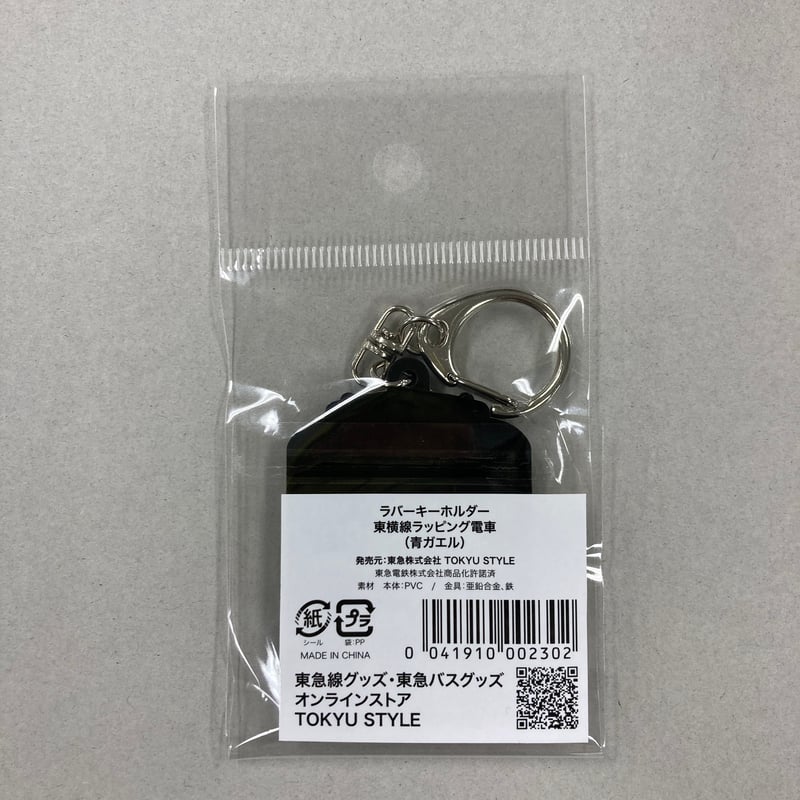 ラバーキーホルダー
東横線ラッピング電車
（青ガエル）
発売元：東急株式会社 TOKYU STYLE
東急電鉄株式会社商品化許諾済
素材　本体：PVC　/　金具：亜鉛合金、鉄
紙 プラ
シール 袋：PP
MADE IN CHINA
0 041910 002302
東急線グッズ・東急バスグッズ
オンラインストア
TOKYU STYLE